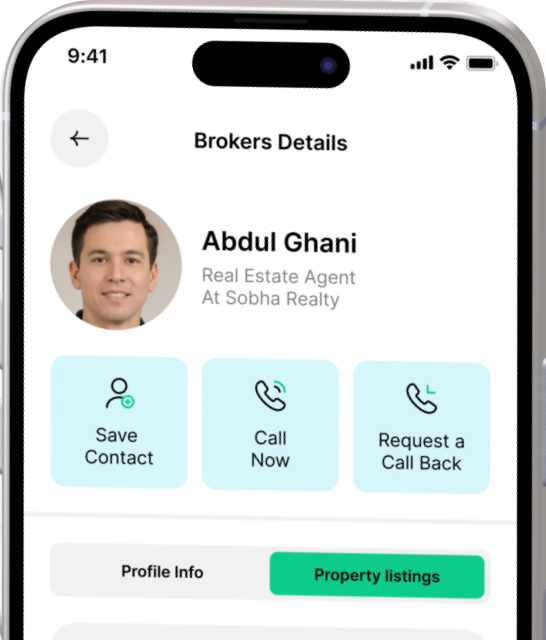 9:41
Brokers Details
Abdul Ghani
Real Estate Agent
At Sobha Realty
Save
Contact
Call
Now
Request a
Call Back
Profile Info
Property listings